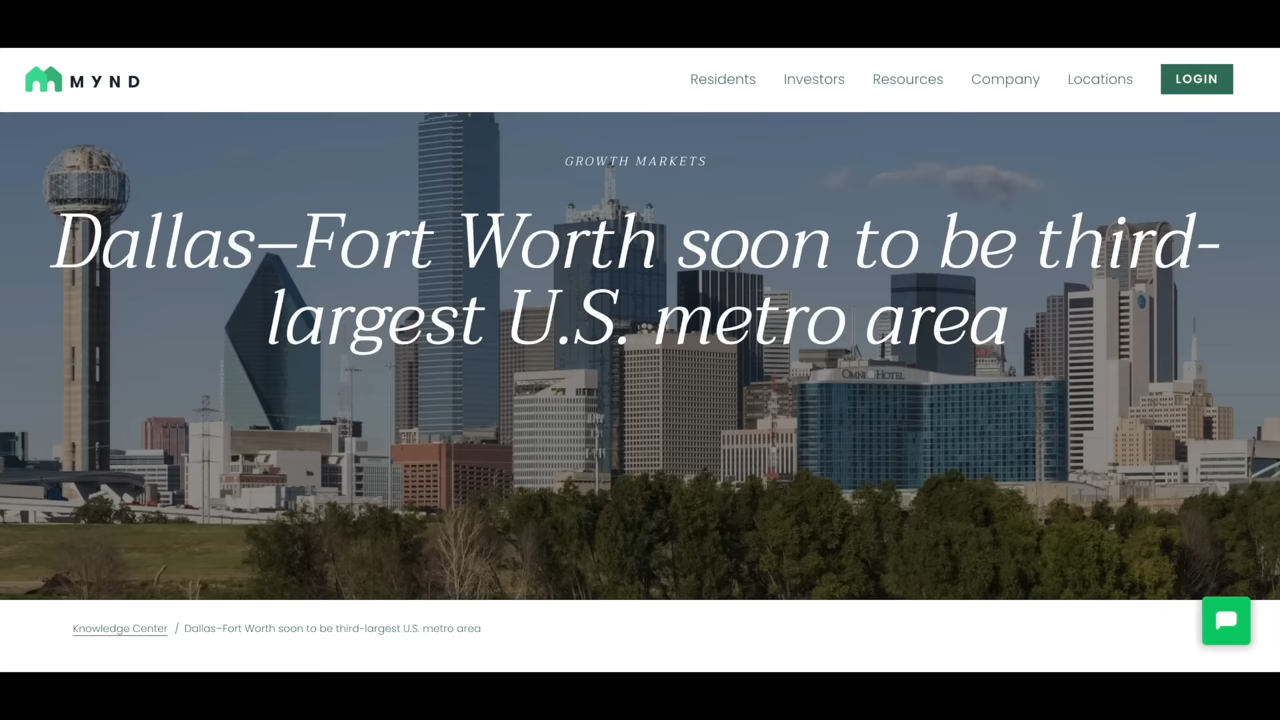 MYND
Residents Investors Resources Company Locations LOGIN
GROWTH MARKETS
Dallas–Fort Worth soon to be third-
largest U.S. metro area
OMNI HOTEL
Knowledge Center / Dallas–Fort Worth soon to be third-largest U.S. metro area